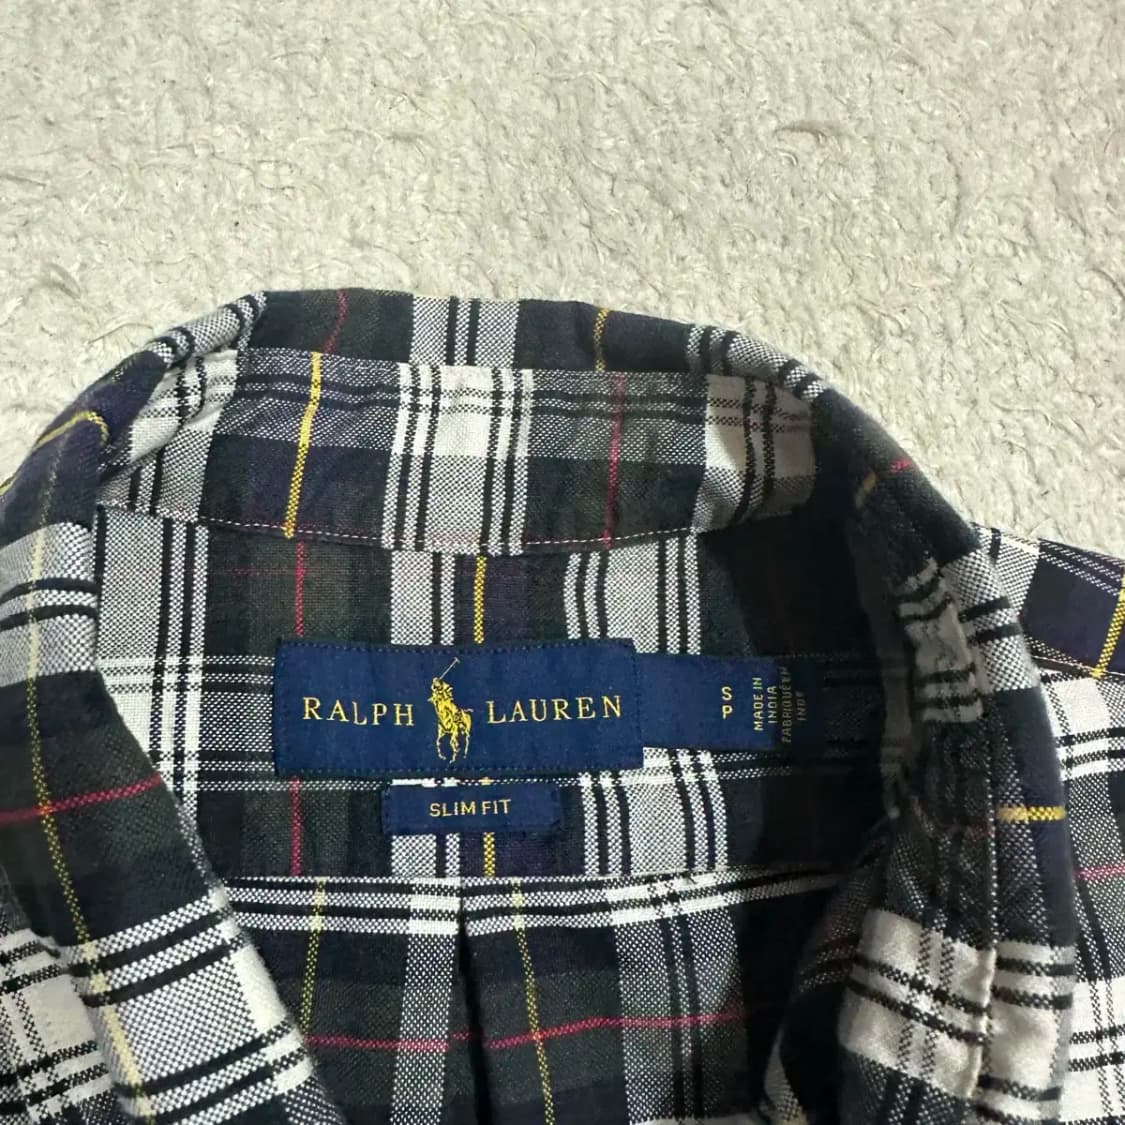 RALPH LAUREN
S
P
MADE IN
INDIA
FABRIQUÉ EN
INDE
SLIM FIT